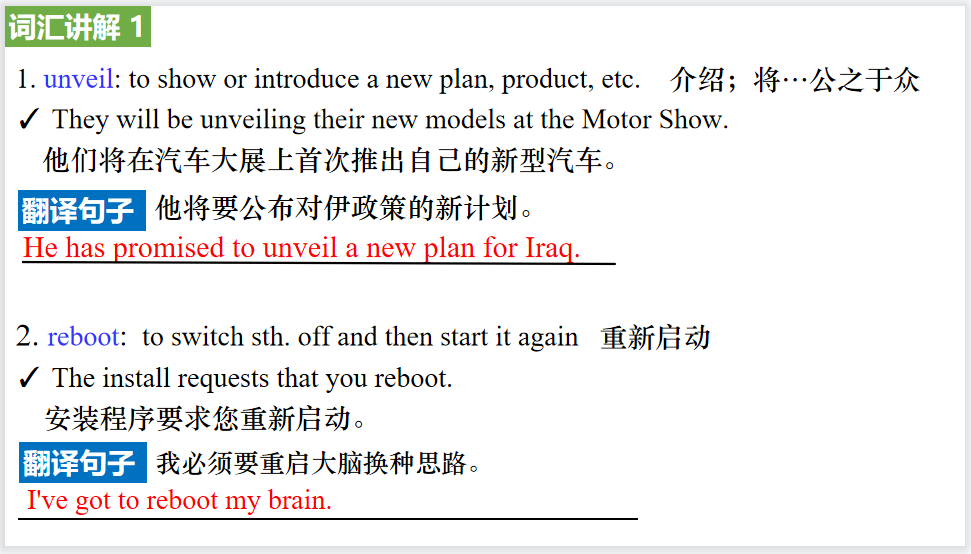 词汇讲解 1
1. unveil: to show or introduce a new plan, product, etc. 介绍；将…公之于众
✓ They will be unveiling their new models at the Motor Show.
他们将在汽车大展上首次推出自己的新型汽车。
翻译句子 他将要公布对伊政策的新计划。
He has promised to unveil a new plan for Iraq.
2. reboot: to switch sth. off and then start it again 重新启动
✓ The install requests that you reboot.
安装程序要求您重新启动。
翻译句子 我必须要重启大脑换种思路。
I've got to reboot my brain.